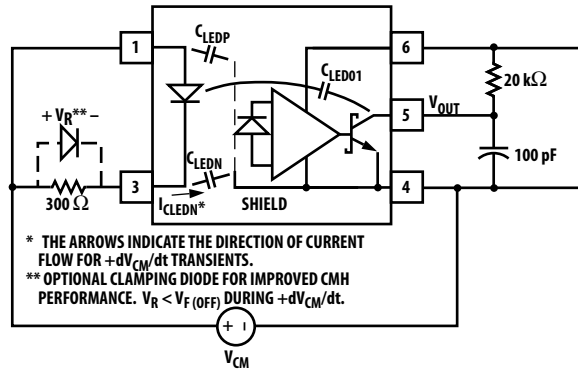 1
C_LEDP
6
C_LED01
20 kΩ
+ V_R** –
5
V_OUT
C_LEDN
100 pF
3
4
300 Ω
I_CLEDN*
SHIELD
* THE ARROWS INDICATE THE DIRECTION OF CURRENT
FLOW FOR +dV_CM/dt TRANSIENTS.
** OPTIONAL CLAMPING DIODE FOR IMPROVED CMH
PERFORMANCE. V_R < V_F (OFF) DURING +dV_CM/dt.
+ –
V_CM